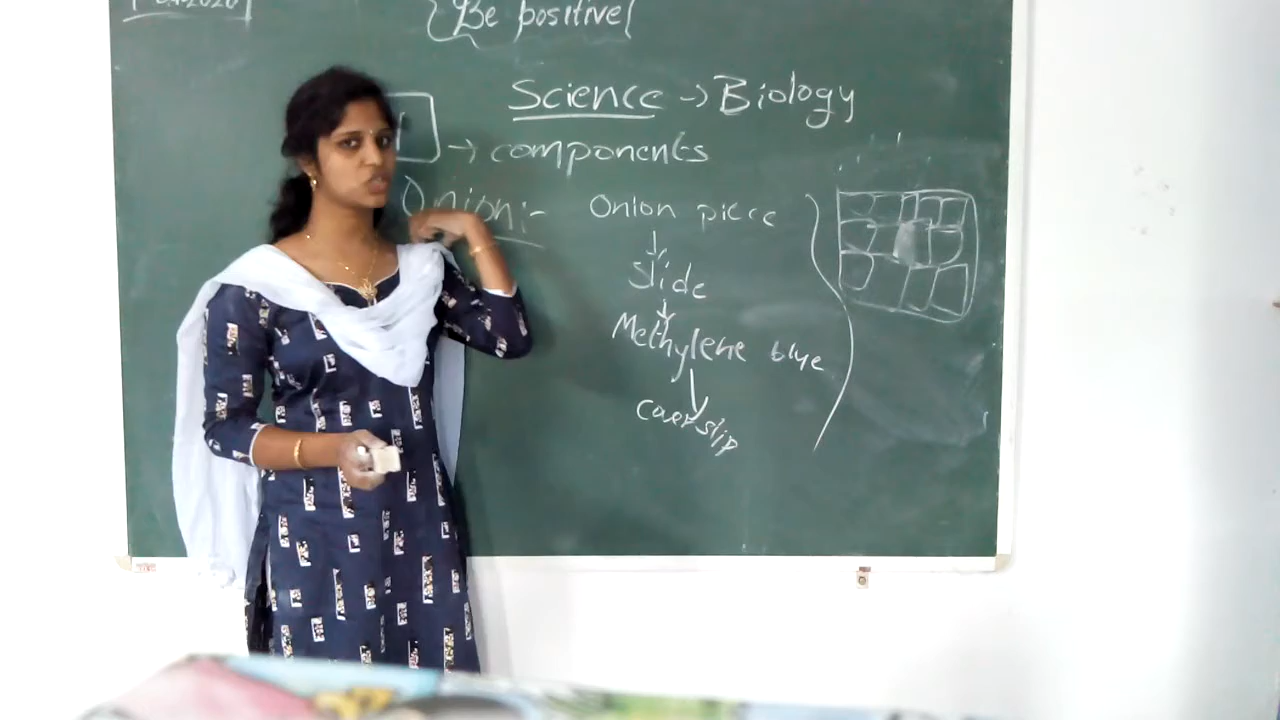 Be positive
Science → Biology
→ components
Onion:-
Onion piece
↓
Slide
↓
Methylene blue
↓
Coverslip